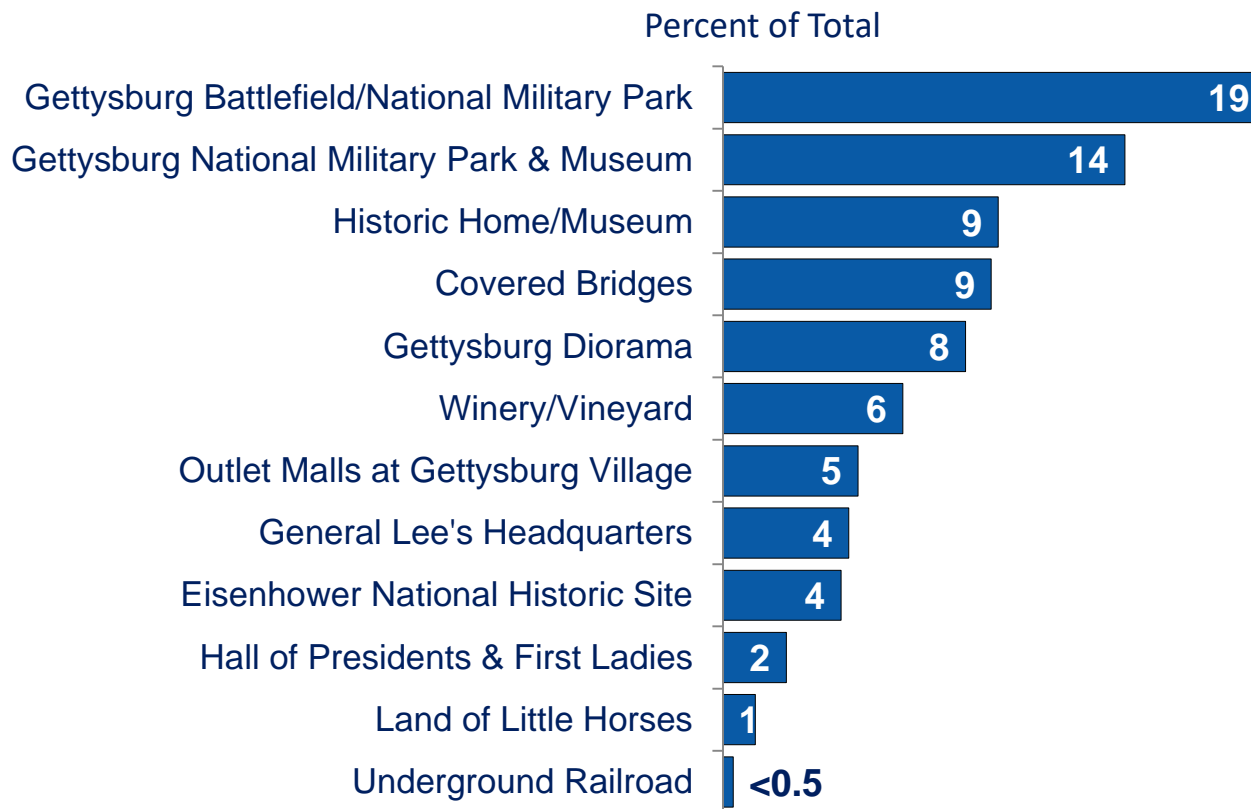 Percent of Total
Gettysburg Battlefield/National Military Park 19
Gettysburg National Military Park & Museum 14
Historic Home/Museum 9
Covered Bridges 9
Gettysburg Diorama 8
Winery/Vineyard 6
Outlet Malls at Gettysburg Village 5
General Lee's Headquarters 4
Eisenhower National Historic Site 4
Hall of Presidents & First Ladies 2
Land of Little Horses 1
Underground Railroad <0.5